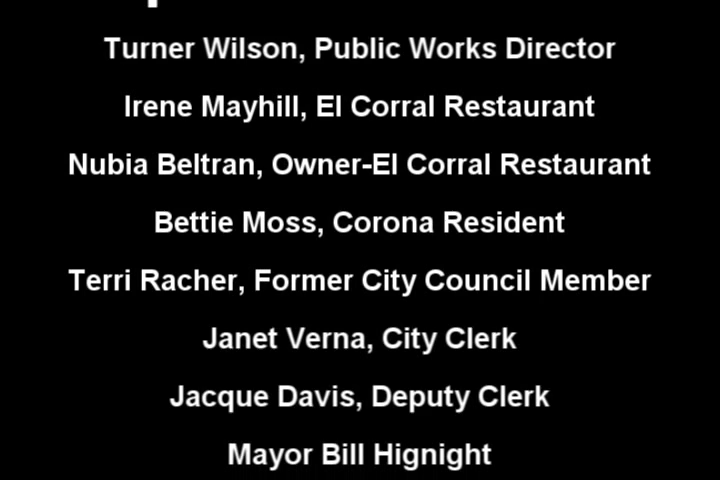 Turner Wilson, Public Works Director
Irene Mayhill, El Corral Restaurant
Nubia Beltran, Owner-El Corral Restaurant
Bettie Moss, Corona Resident
Terri Racher, Former City Council Member
Janet Verna, City Clerk
Jacque Davis, Deputy Clerk
Mayor Bill Hignight